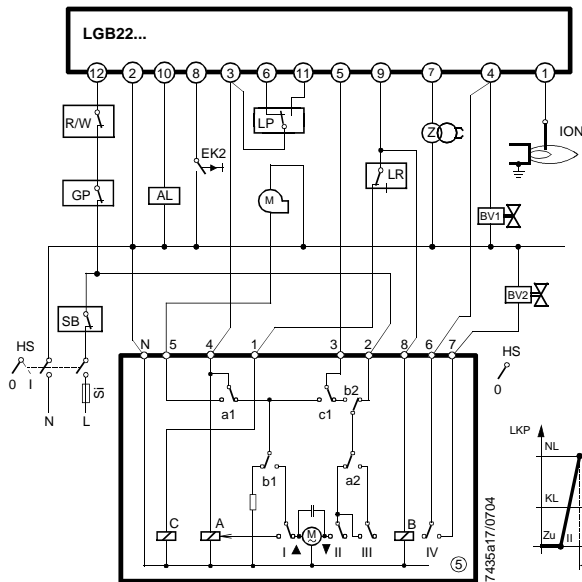 LGB22...
12 2 10 8 3 6 11 5 9 7 4 1
R/W
LP
Z
ION
EK2
GP
AL
M
LR
BV1
BV2
SB
HS
0 I
Si
N L
N 5 4 1 3 2 8 6 7
HS
0
a1 c1 b2
b1 a2
C A I M II III B IV
5
7435a17/0704
LKP
NL
KL
Zu II